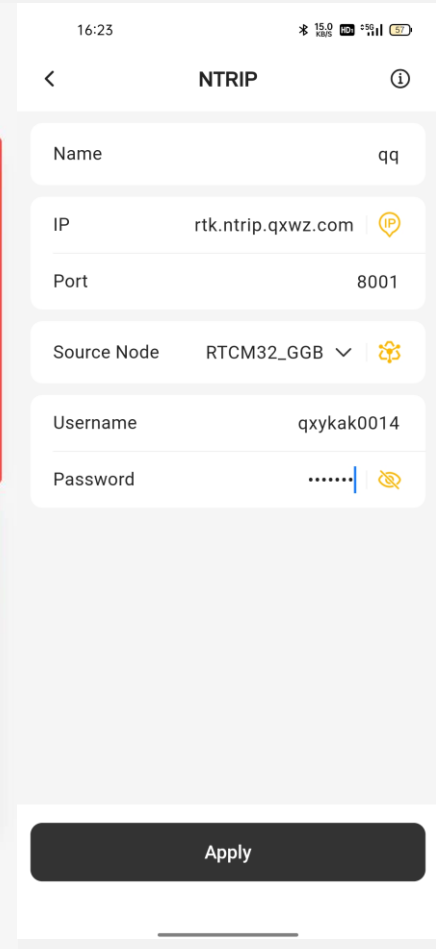 16:23 15.0 KB/S HD1 5G 57
NTRIP
Name qq
IP rtk.ntrip.qxwz.com IP
Port 8001
Source Node RTCM32_GGB
Username qxykak0014
Password •••••••
Apply